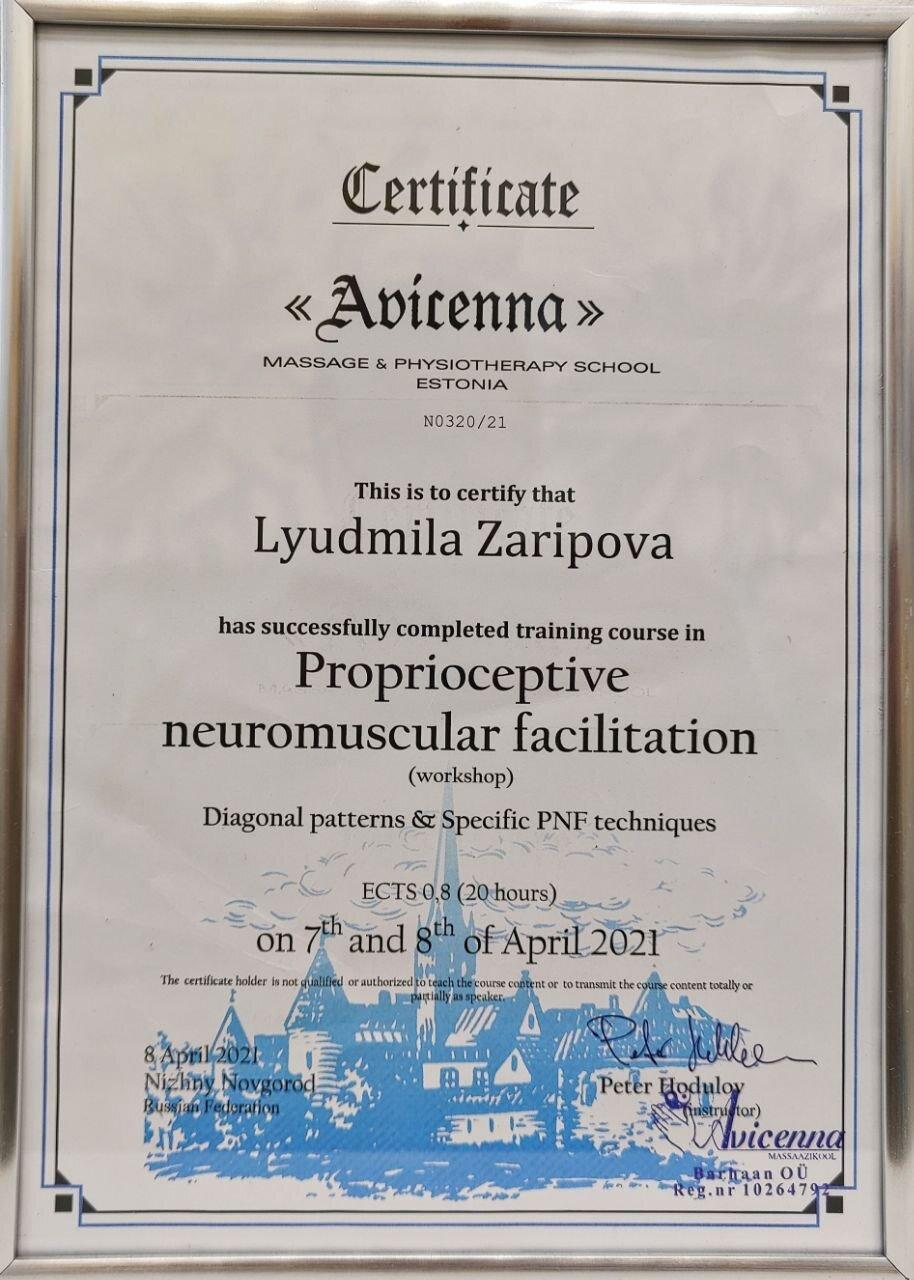 Certificate
« Avicenna »
MASSAGE & PHYSIOTHERAPY SCHOOL
ESTONIA
N0320/21
This is to certify that
Lyudmila Zaripova
has successfully completed training course in
Proprioceptive
neuromuscular facilitation
(workshop)
Diagonal patterns & Specific PNF techniques
ECTS 0,8 (20 hours)
on 7th and 8th of April 2021
The certificate holder is not qualified or authorized to teach the course content or to transmit the course content totally or
partially as speaker.
8 April 2021
Nizhny Novgorod
Russian Federation
Peter Hodulov
(instructor)
Avicenna
MASSAAZIKOOL
Barhaan OÜ
Reg.nr 10264792